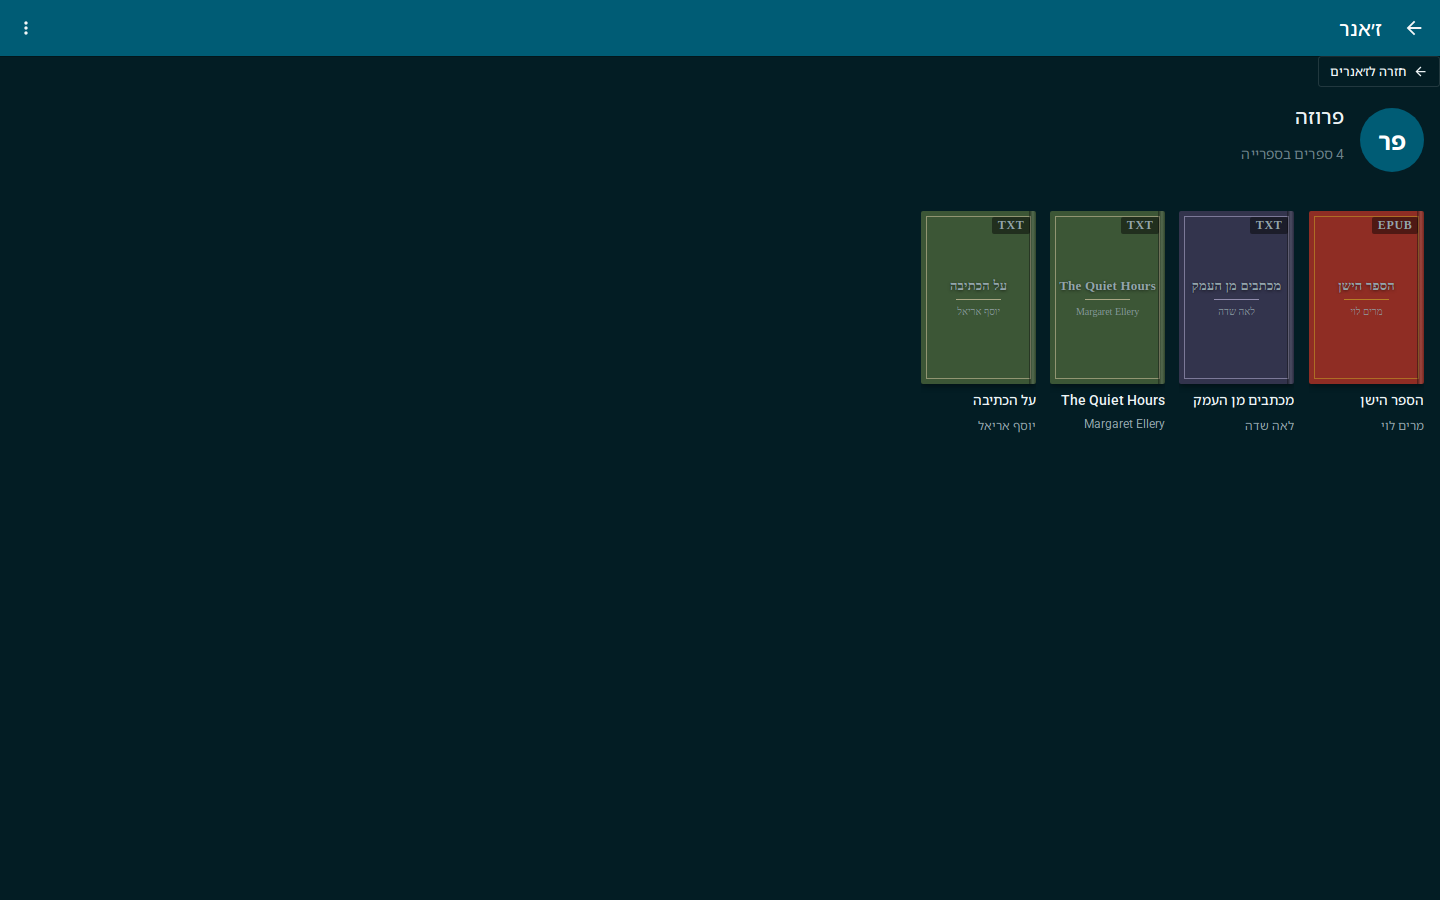 ז'אנר
חזרה לז'אנרים
פר
פרוזה
4 ספרים בספרייה
EPUB
הספר הישן
מרים לוי
הספר הישן
מרים לוי
TXT
מכתבים מן העמק
לאה שדה
מכתבים מן העמק
לאה שדה
TXT
The Quiet Hours
Margaret Ellery
The Quiet Hours
Margaret Ellery
TXT
על הכתיבה
יוסף אריאל
על הכתיבה
יוסף אריאל